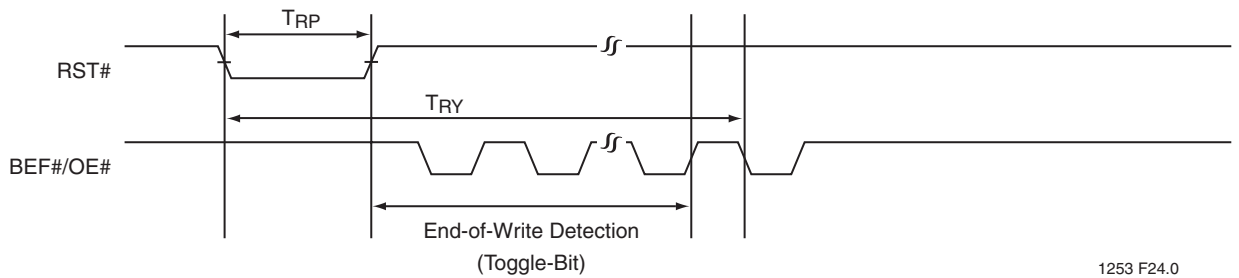 TRP
RST#
TRY
BEF#/OE#
End-of-Write Detection
(Toggle-Bit)
1253 F24.0